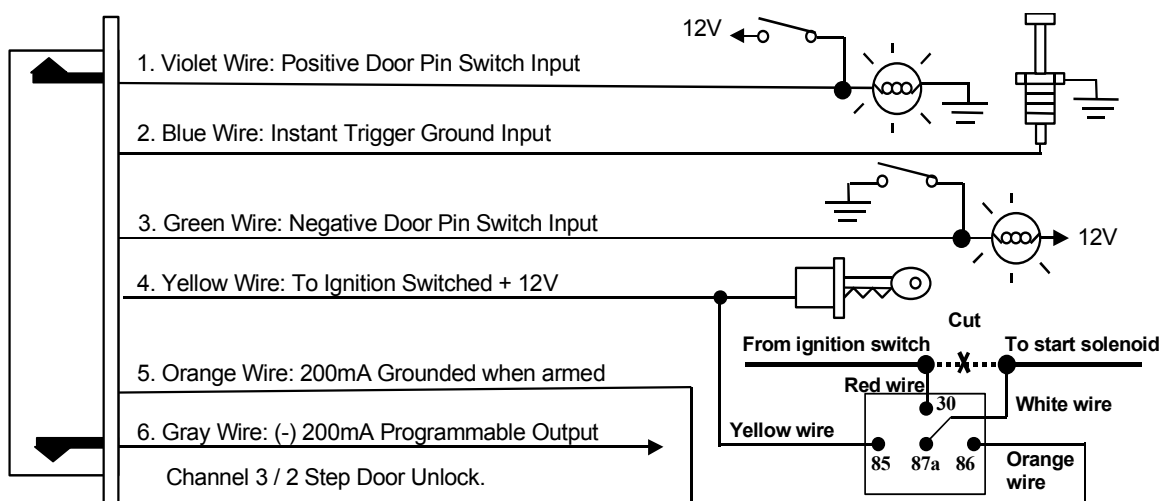 12V
1. Violet Wire: Positive Door Pin Switch Input
2. Blue Wire: Instant Trigger Ground Input
3. Green Wire: Negative Door Pin Switch Input
12V
4. Yellow Wire: To Ignition Switched + 12V
Cut
From ignition switch
To start solenoid
5. Orange Wire: 200mA Grounded when armed
Red wire
30
White wire
6. Gray Wire: (-) 200mA Programmable Output
Yellow wire
85 87a 86
Orange
wire
Channel 3 / 2 Step Door Unlock.